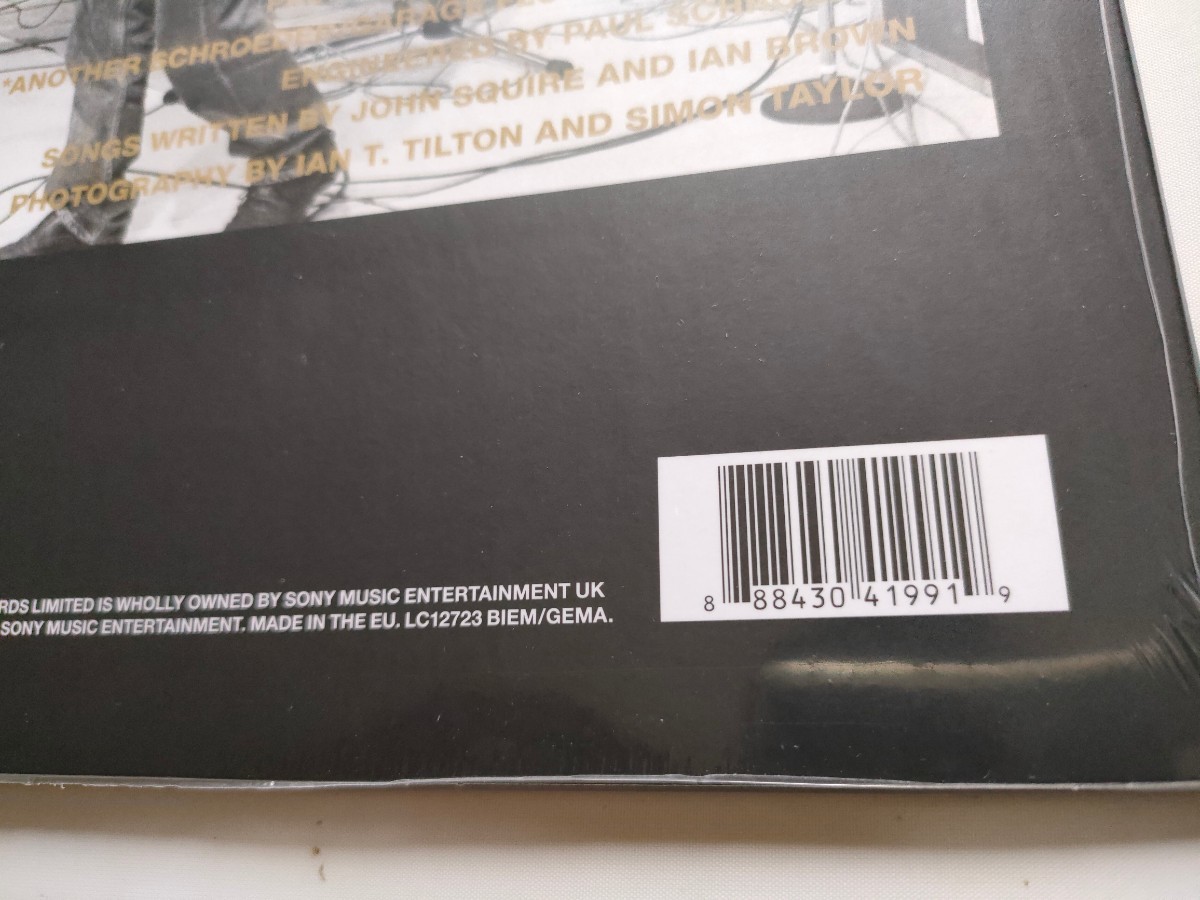 "ANOTHER SCHROEDER GARAGE
ENGINEERED BY PAUL
SONGS WRITTEN BY JOHN SQUIRE AND IAN BROWN
PHOTOGRAPHY BY IAN T. TILTON AND SIMON TAYLOR
RDS LIMITED IS WHOLLY OWNED BY SONY MUSIC ENTERTAINMENT UK
SONY MUSIC ENTERTAINMENT. MADE IN THE EU. LC12723 BIEM/GEMA.
8 88430 41991 9